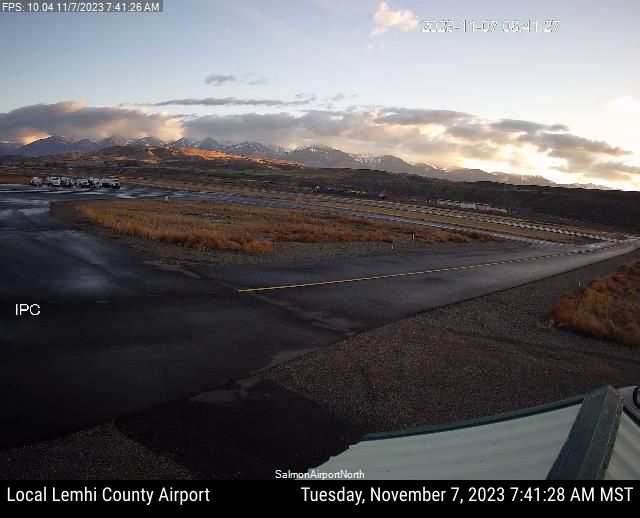 FPS: 10.04 11/7/2023 7:41:26 AM
2023-11-07 08:41:27
IPC
SalmonAirportNorth
Local Lemhi County Airport Tuesday, November 7, 2023 7:41:28 AM MST